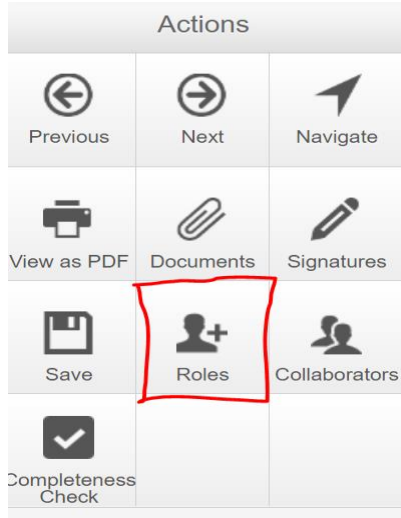 Actions
Previous
Next
Navigate
View as PDF
Documents
Signatures
Save
Roles
Collaborators
Completeness
Check